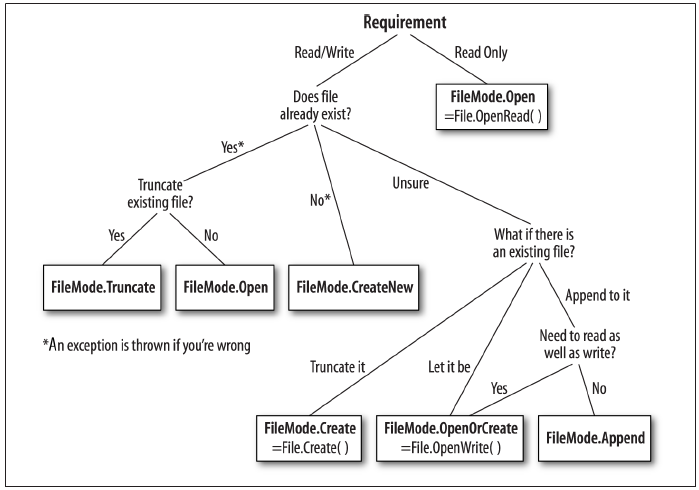 Requirement
Read/Write
Read Only
Does file
already exist?
FileMode.Open
=File.OpenRead( )
Yes*
No*
Unsure
Truncate
existing file?
Yes
No
What if there is
an existing file?
FileMode.Truncate
FileMode.Open
FileMode.CreateNew
Append to it
*An exception is thrown if you're wrong
Need to read as
well as write?
Truncate it
Let it be
Yes
No
FileMode.Create
=File.Create( )
FileMode.OpenOrCreate
=File.OpenWrite( )
FileMode.Append